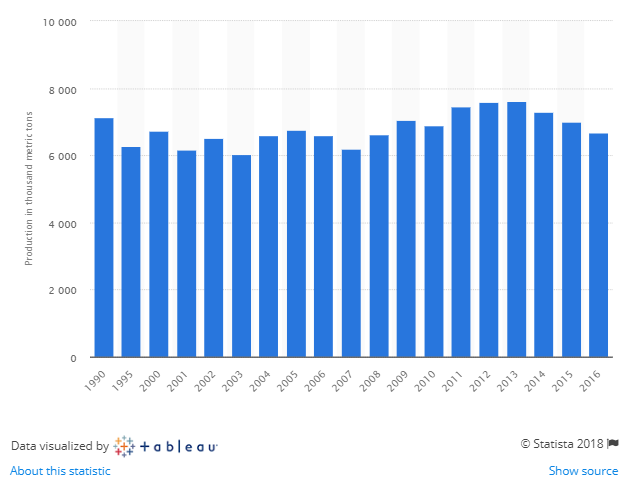 10 000
8 000
6 000
4 000
2 000
0
Production in thousand metric tons
1990 1995 2000 2001 2002 2003 2004 2005 2006 2007 2008 2009 2010 2011 2012 2013 2014 2015 2016
Data visualized by +ableau
© Statista 2018
About this statistic
Show source